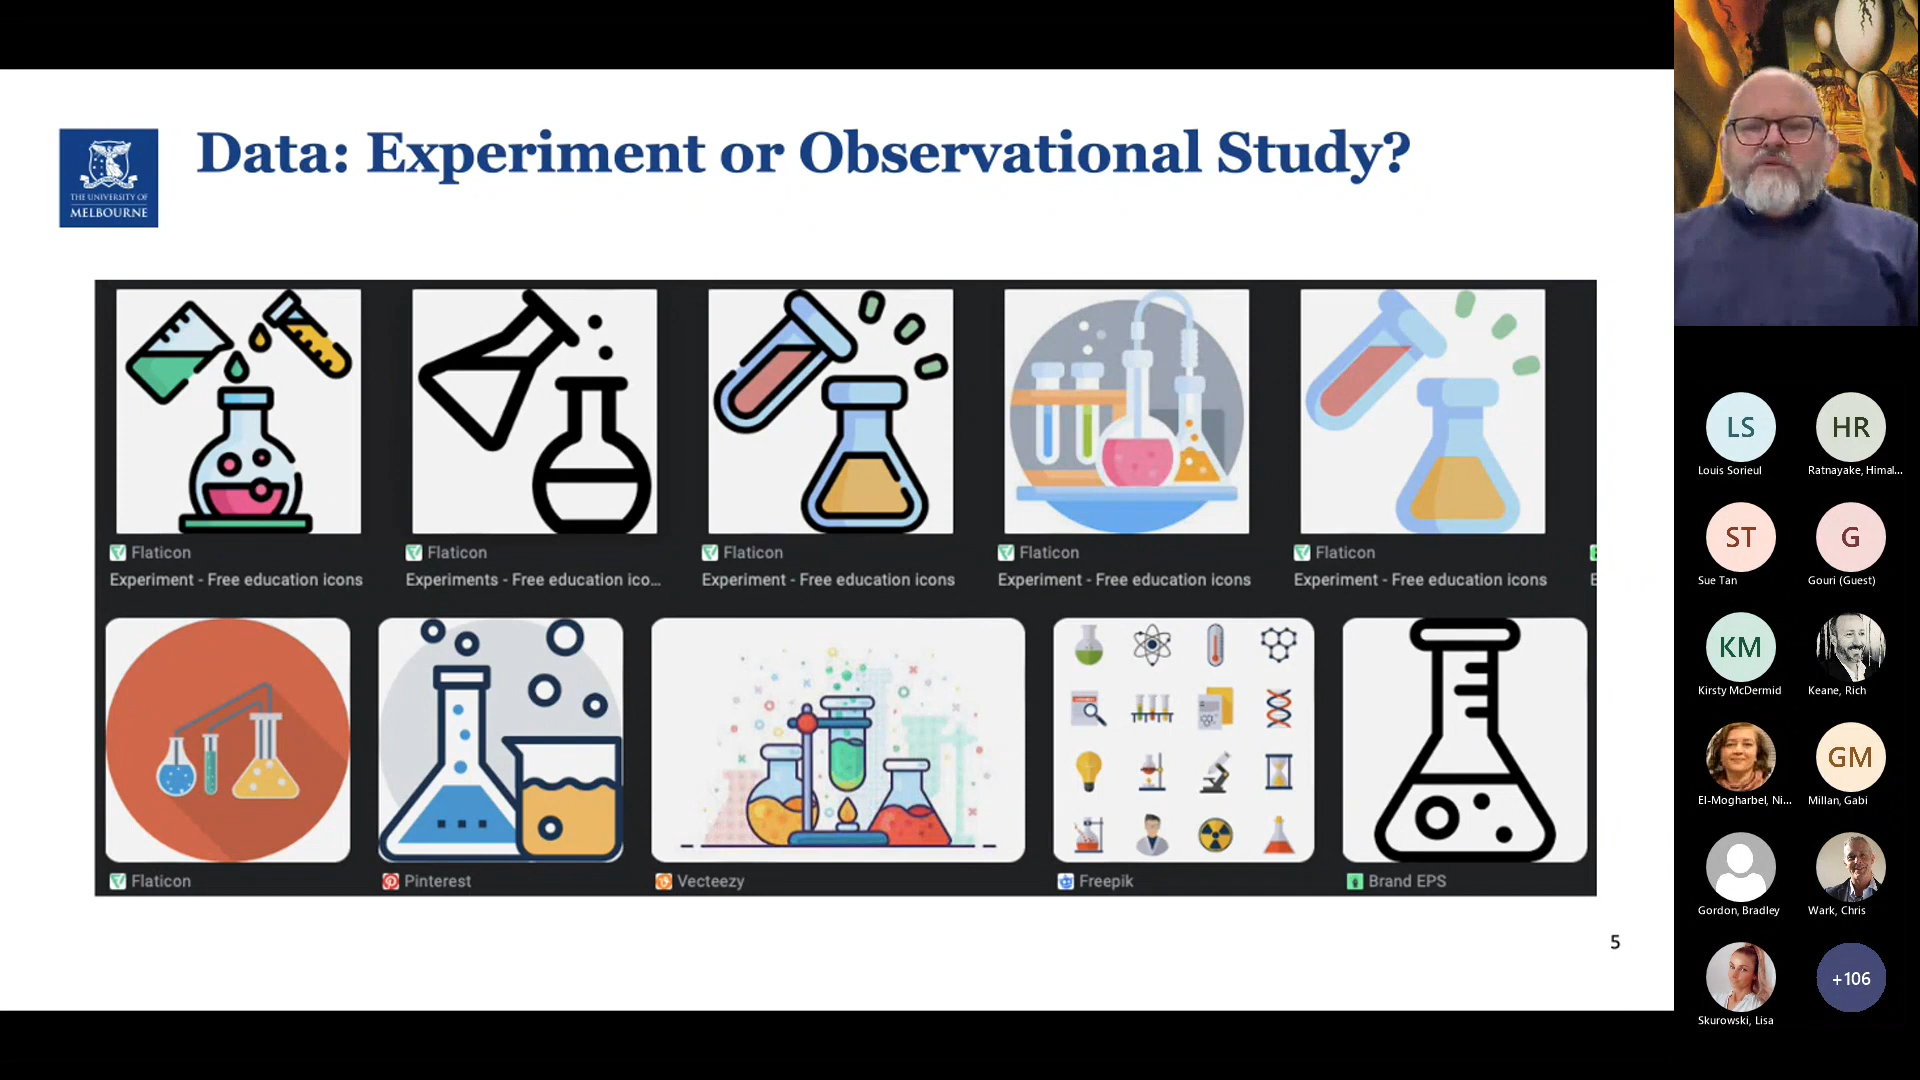 Data: Experiment or Observational Study?
THE UNIVERSITY OF
MELBOURNE
Flaticon
Experiment - Free education icons
Flaticon
Experiments - Free education ico...
Flaticon
Experiment - Free education icons
Flaticon
Experiment - Free education icons
Flaticon
Experiment - Free education icons
E
Flaticon
Pinterest
Vecteezy
Freepik
Brand EPS
5
LS
Louis Sorieul
HR
Ratnayake, Himal...
ST
Sue Tan
G
Gouri (Guest)
KM
Kirsty McDermid
Keane, Rich
El-Mogharbel, Ni...
GM
Millan, Gabi
Gordon, Bradley
Wark, Chris
Skurowski, Lisa
+106